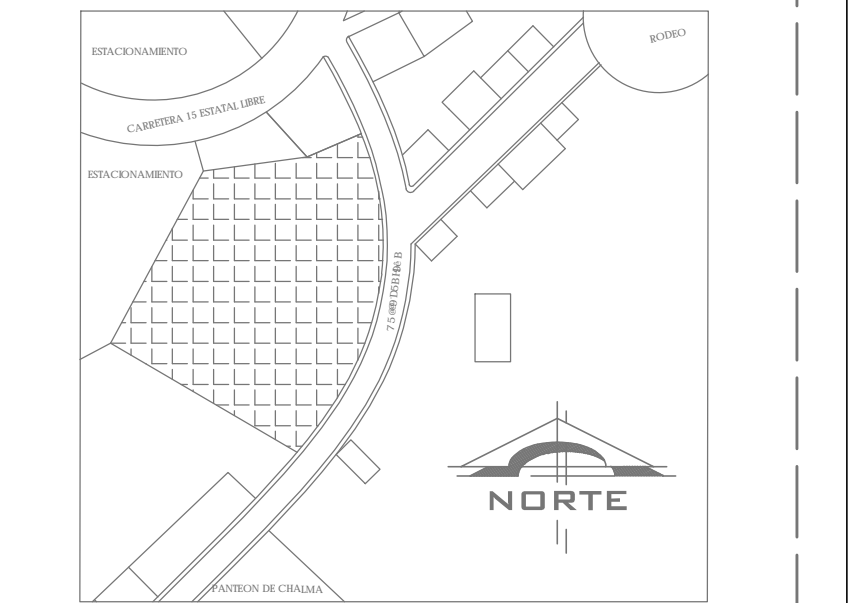 ESTACIONAMIENTO
RODEO
CARRETERA 15 ESTATAL LIBRE
ESTACIONAMIENTO
NORTE
PANTEON DE CHALMA